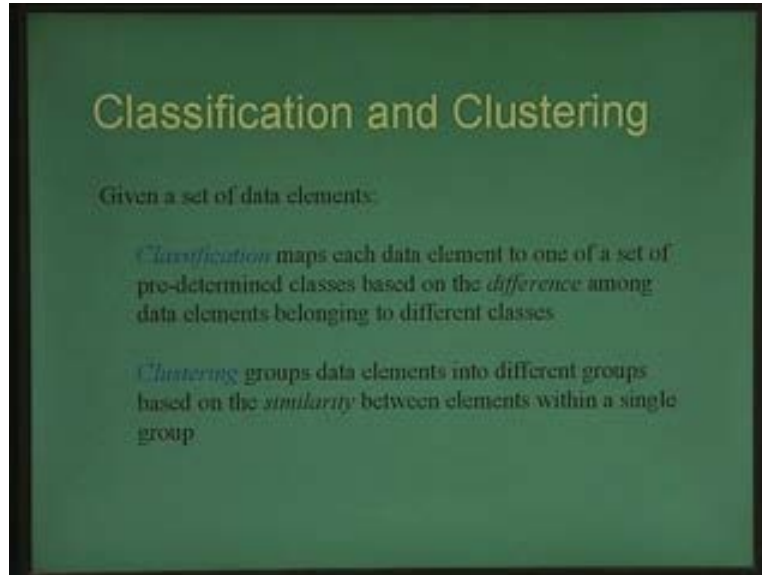 Classification and Clustering
Given a set of data elements:
Classification maps each data element to one of a set of
pre-determined classes based on the difference among
data elements belonging to different classes
Clustering groups data elements into different groups
based on the similarity between elements within a single
group